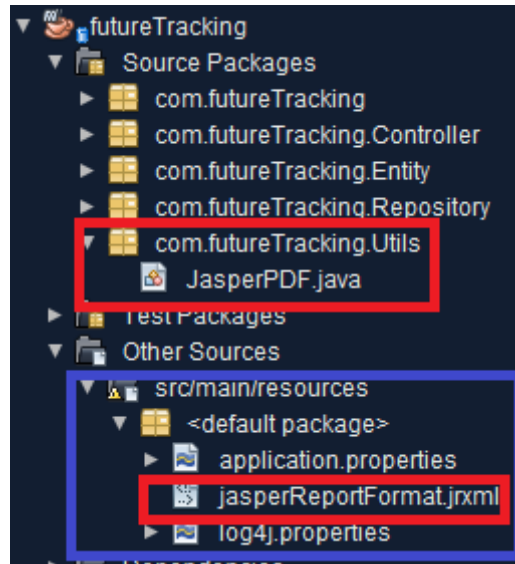 futureTracking
Source Packages
com.futureTracking
com.futureTracking.Controller
com.futureTracking.Entity
com.futureTracking.Repository
com.futureTracking.Utils
JasperPDF.java
Test Packages
Other Sources
src/main/resources
<default package>
application.properties
jasperReportFormat.jrxml
log4j.properties
Dependencies